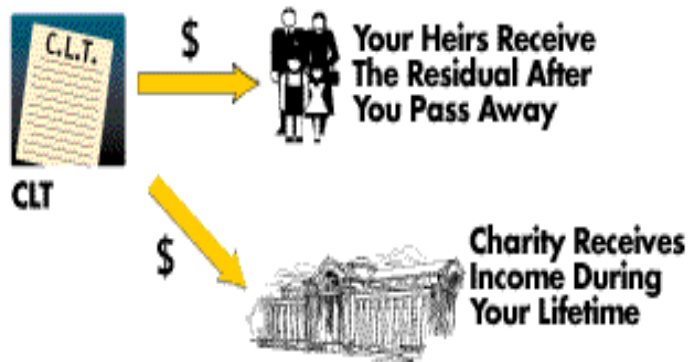 C.L.T.
$
Your Heirs Receive
The Residual After
You Pass Away
CLT
$
Charity Receives
Income During
Your Lifetime